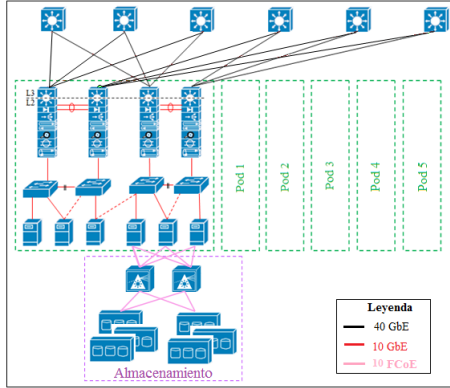 L3
L2
Pod 1
Pod 2
Pod 3
Pod 4
Pod 5
Leyenda
40 GbE
10 GbE
10 FCoE
Almacenamiento